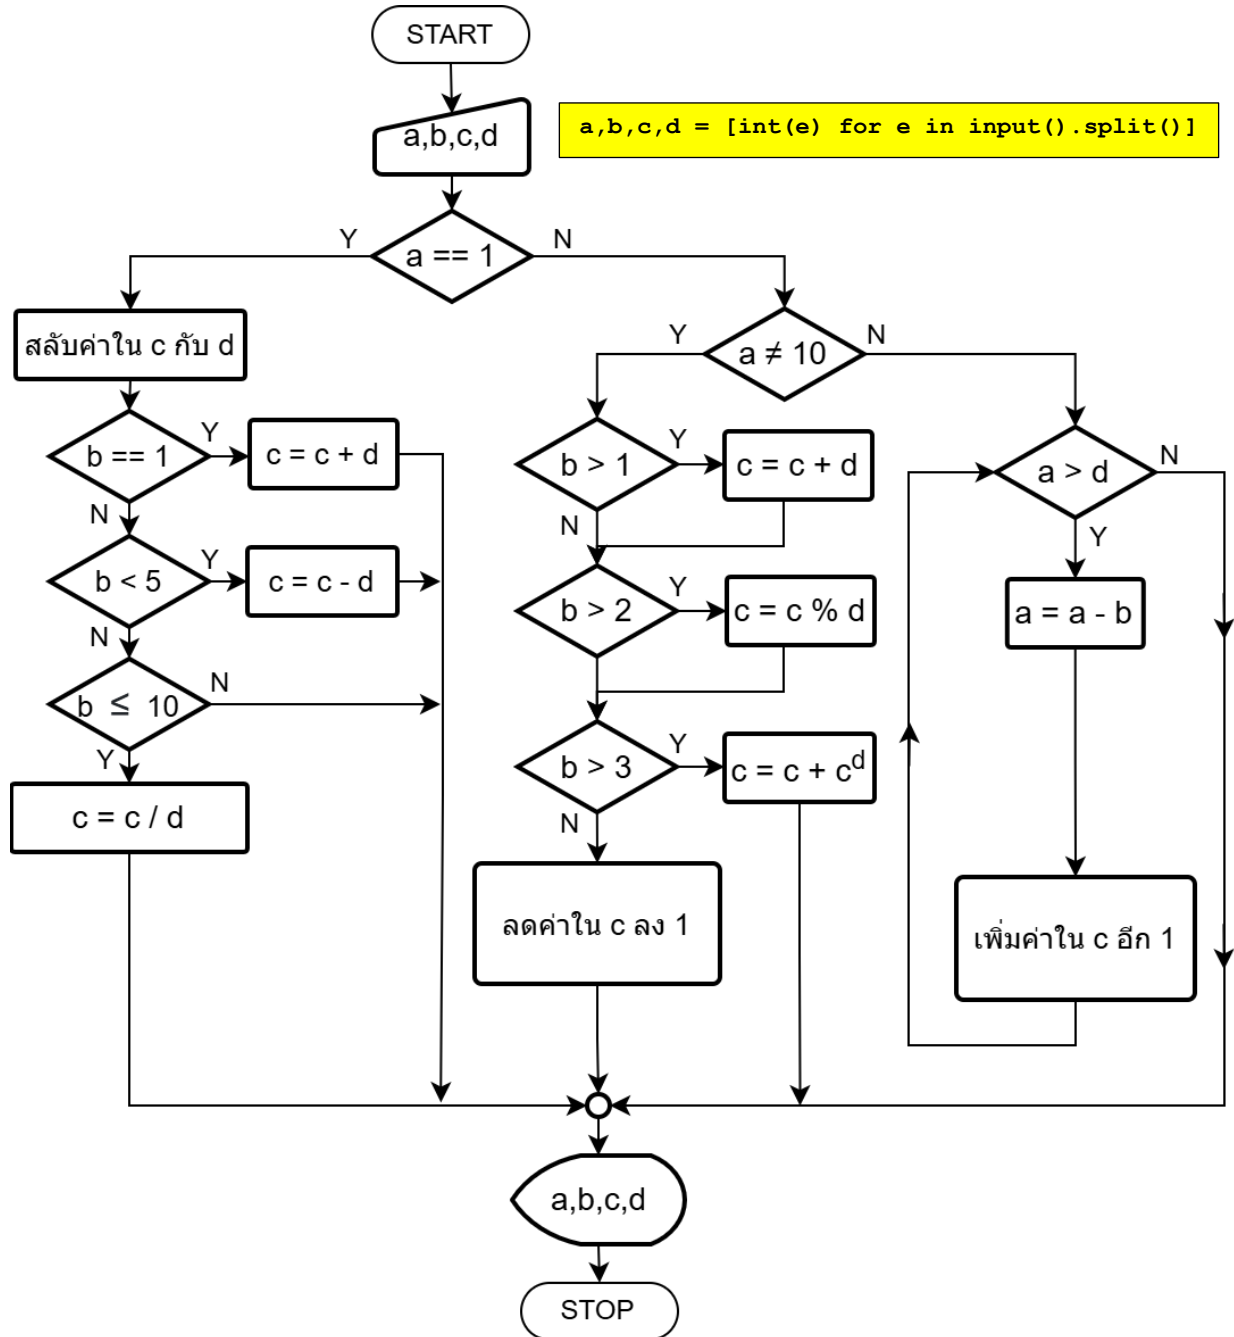 START
a,b,c,d
a,b,c,d = [int(e) for e in input().split()]
Y
N
a == 1
สลับค่าใน c กับ d
Y
N
a ≠ 10
b == 1
Y
c = c + d
N
b > 1
Y
c = c + d
N
a > d
N
Y
b < 5
Y
c = c - d
N
b > 2
Y
c = c % d
a = a - b
b ≤ 10
N
Y
b > 3
Y
c = c + c^d
N
c = c / d
ลดค่าใน c ลง 1
เพิ่มค่าใน c อีก 1
a,b,c,d
STOP